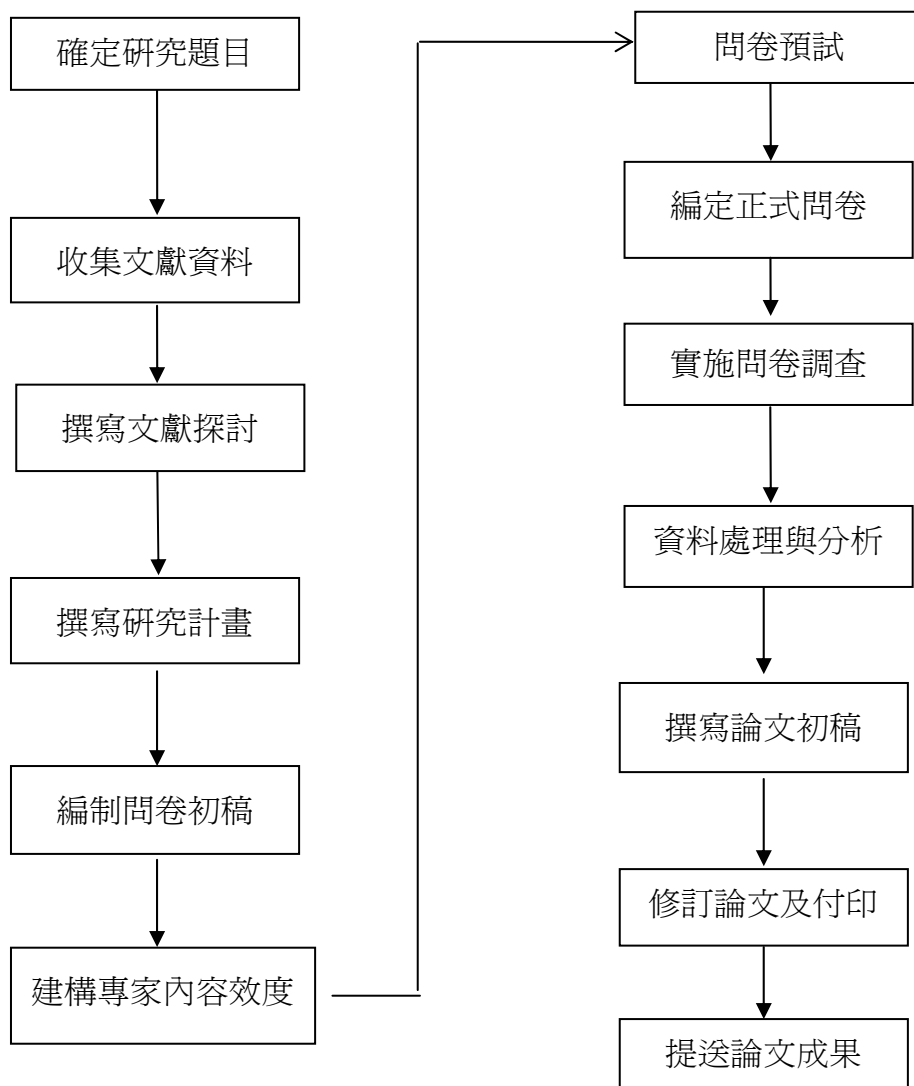 確定研究題目
收集文獻資料
撰寫文獻探討
撰寫研究計畫
編制問卷初稿
建構專家內容效度
問卷預試
編定正式問卷
實施問卷調查
資料處理與分析
撰寫論文初稿
修訂論文及付印
提送論文成果